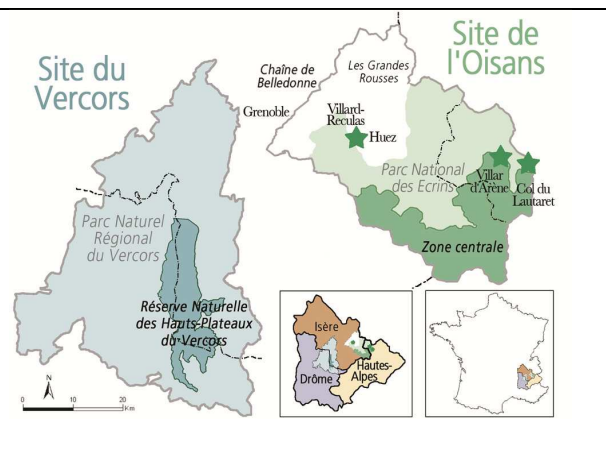 Site du
Vercors
Site de
l'Oisans
Chaîne de
Belledonne
Les Grandes
Rousses
Grenoble
Villard-
Reculas
Huez
Parc National
des Ecrins
Villar
d'Arène
Col du
Lautaret
Zone centrale
Parc Naturel
Régional
du Vercors
Réserve Naturelle
des Hauts-Plateaux
du Vercors
Isère
Drôme
Hautes-
Alpes
N
0 10 20
Km